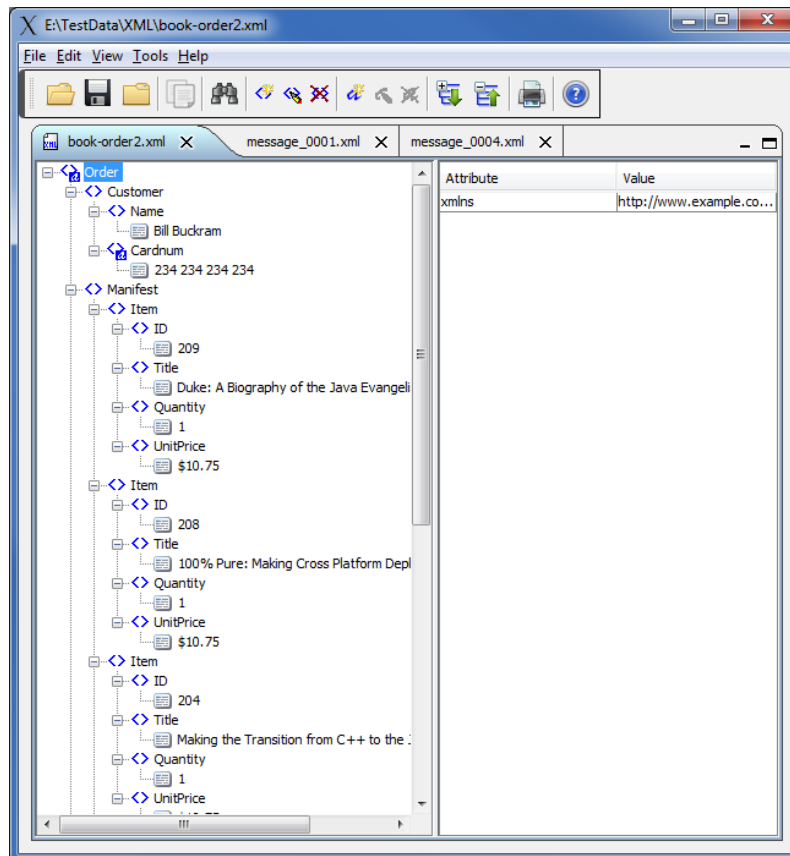 E:\TestData\XML\book-order2.xml
File Edit View Tools Help
book-order2.xml message_0001.xml message_0004.xml
Order
Customer
Name
Bill Buckram
Cardnum
234 234 234 234
Manifest
Item
ID
209
Title
Duke: A Biography of the Java Evangeli
Quantity
1
UnitPrice
$10.75
Item
ID
208
Title
100% Pure: Making Cross Platform Depl
Quantity
1
UnitPrice
$10.75
Item
ID
204
Title
Making the Transition from C++ to the
Quantity
1
UnitPrice
Attribute Value
xmlns http://www.example.co...